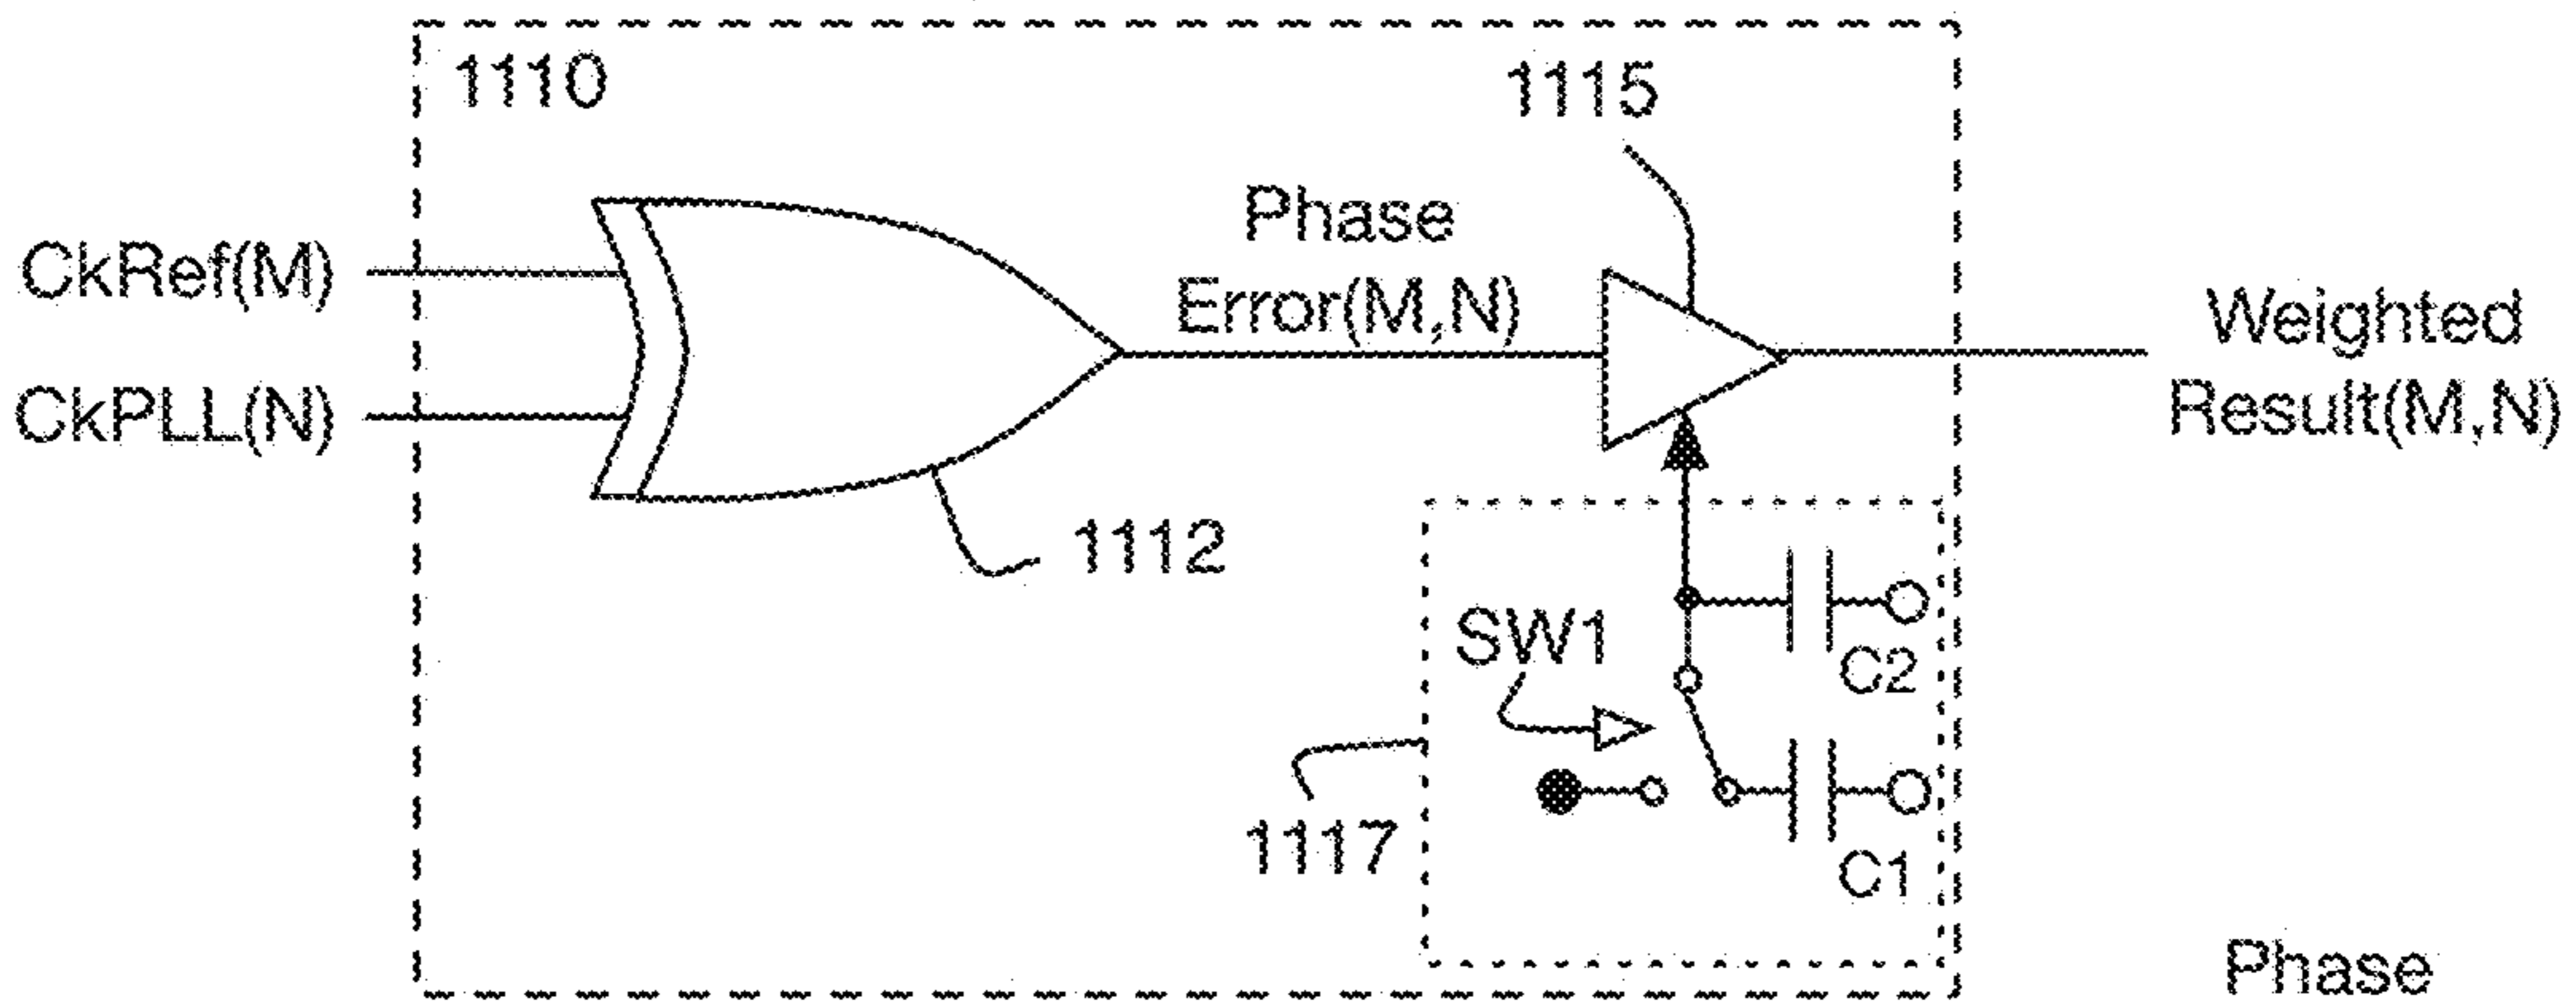 1110
1115
CkRef(M)
CkPLL(N)
Phase
Error(M,N)
Weighted
Result(M,N)
1112
SW1
C2
1117
C1
Phase